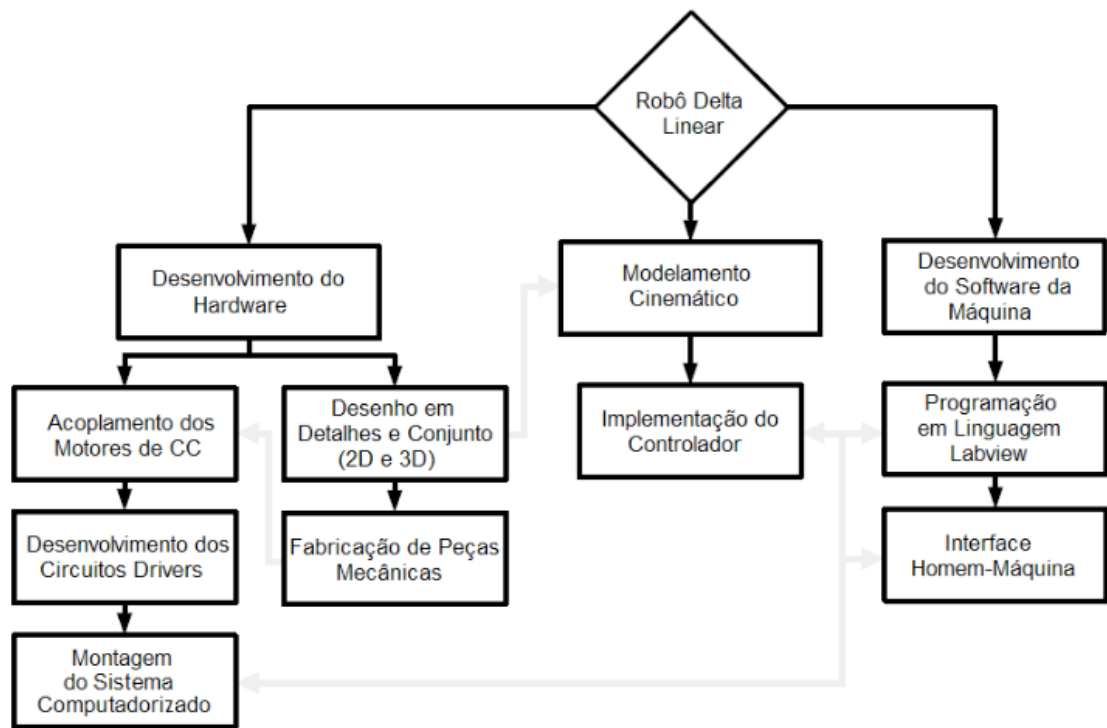 Robô Delta
Linear
Desenvolvimento do
Hardware
Modelamento
Cinemático
Desenvolvimento
do Software da
Máquina
Acoplamento dos
Motores de CC
Desenho em
Detalhes e Conjunto
(2D e 3D)
Implementação do
Controlador
Programação
em Linguagem
Labview
Desenvolvimento dos
Circuitos Drivers
Fabricação de Peças
Mecânicas
Interface
Homem-Máquina
Montagem
do Sistema
Computadorizado